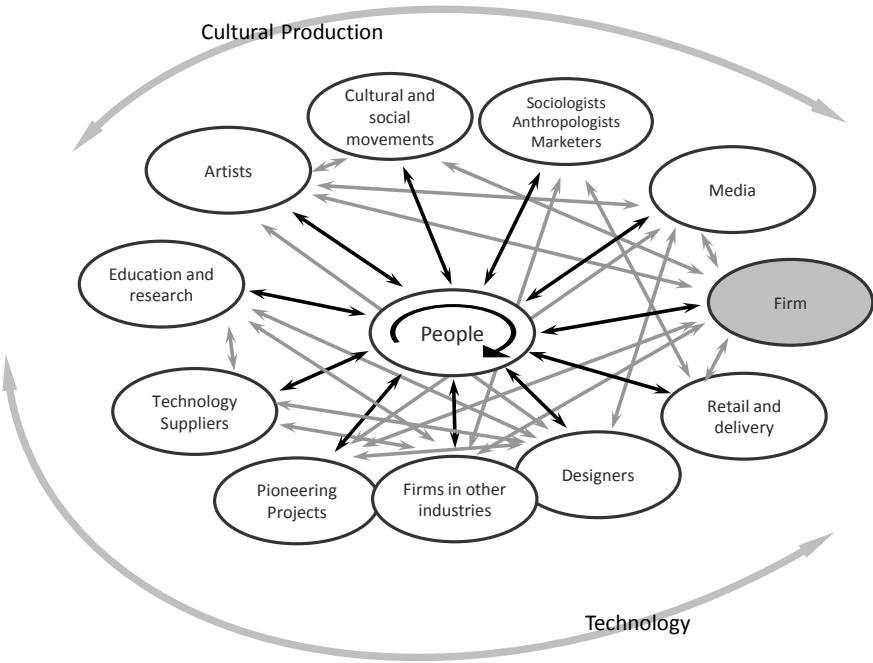 Cultural Production
Cultural and
social
movements
Sociologists
Anthropologists
Marketers
Artists
Media
Education and
research
Firm
People
Technology
Suppliers
Retail and
delivery
Pioneering
Projects
Firms in other
industries
Designers
Technology